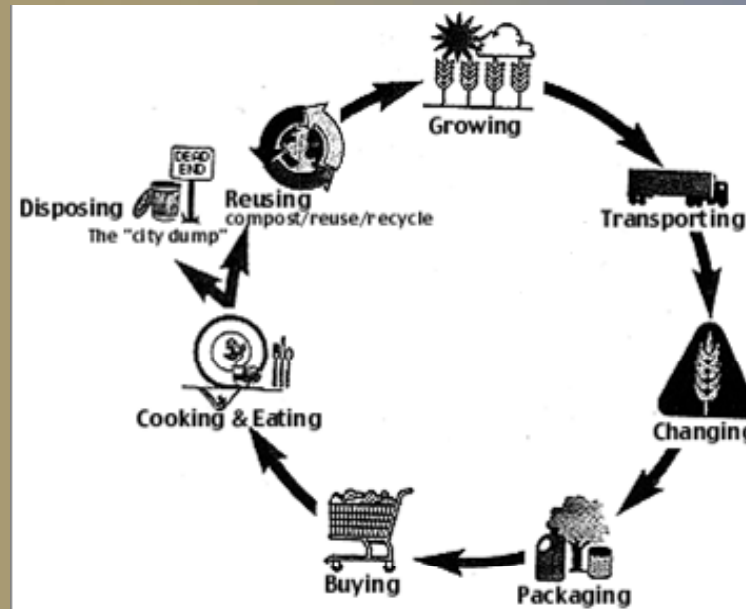 Growing
Transporting
Changing
Packaging
Buying
Cooking & Eating
DEAD
END
Disposing
The "city dump"
Reusing
compost/reuse/recycle